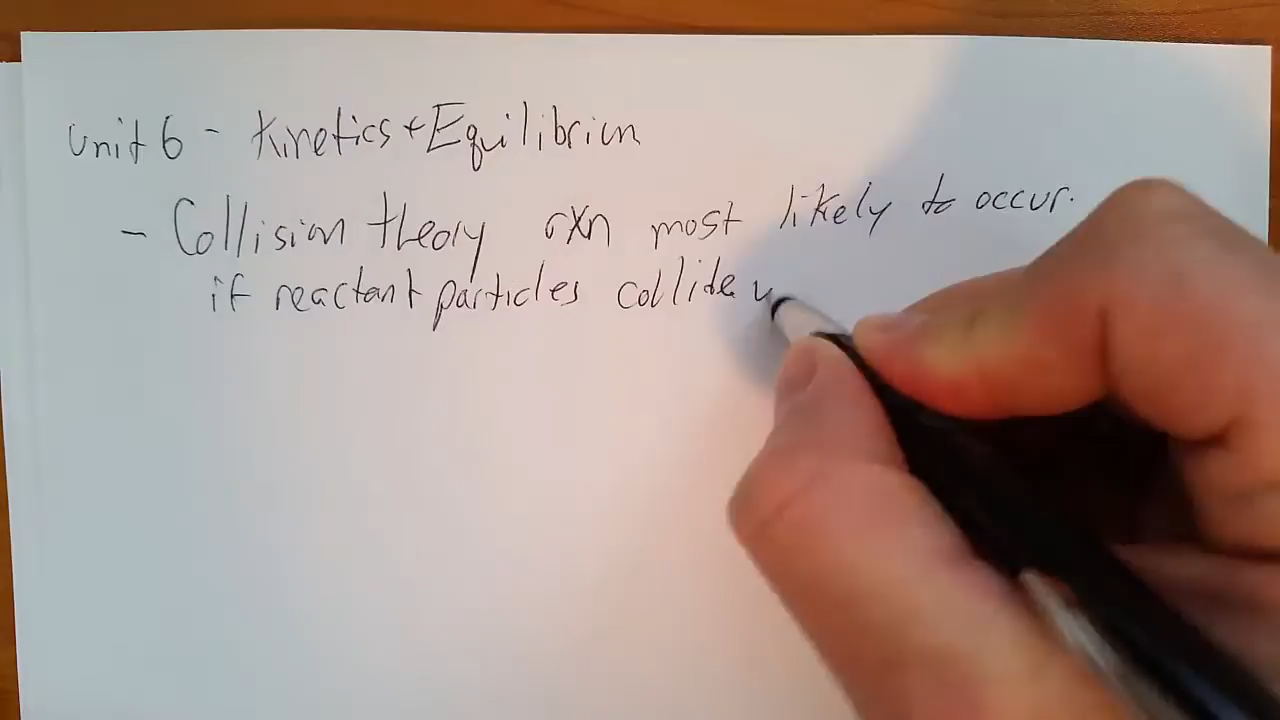 Unit 6 - Kinetics + Equilibrium
- Collision theory rxn most likely to occur.
if reactant particles collide